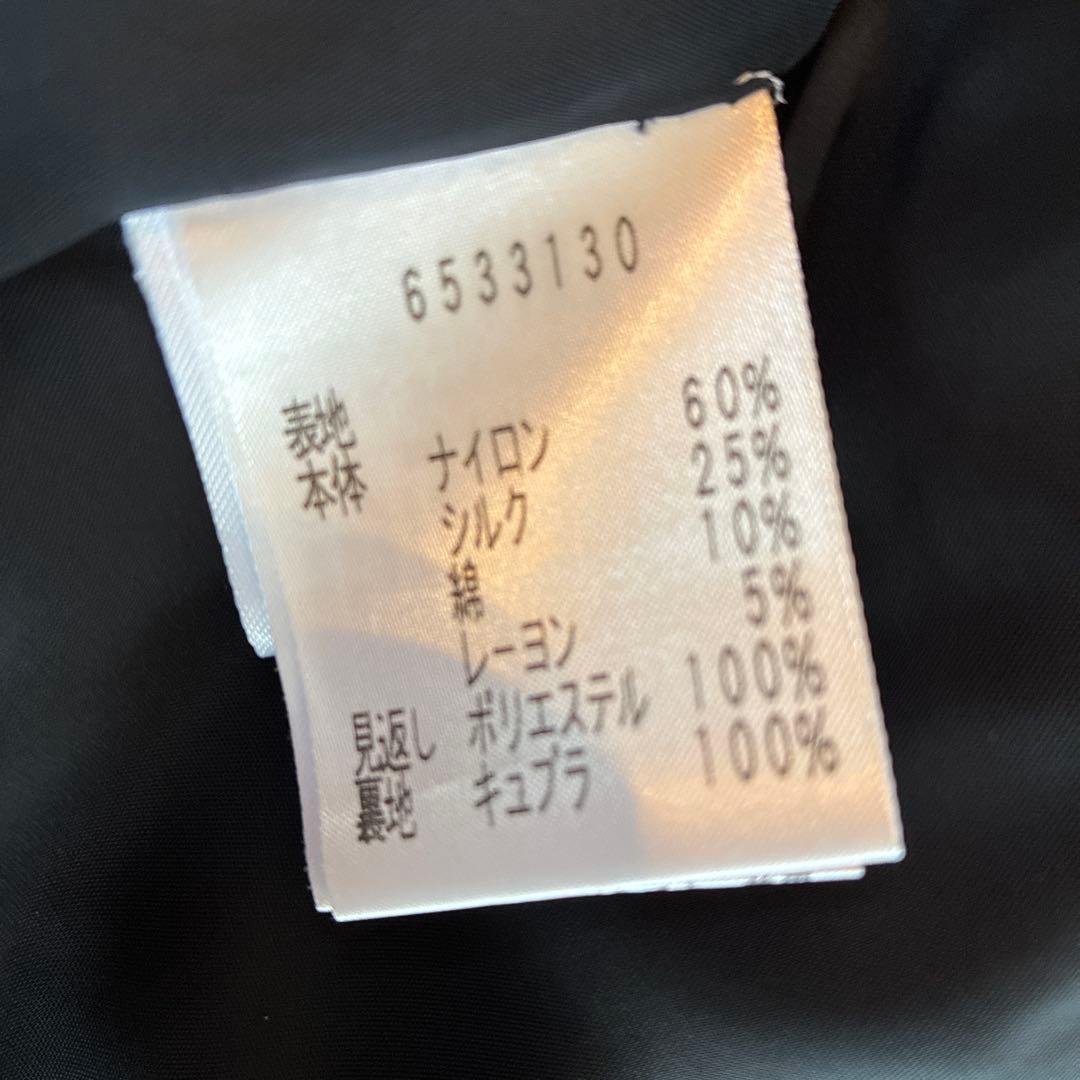 6533130
表地
本体 ナイロン 60%
シルク 25%
綿 10%
レーヨン 5%
見返し ポリエステル 100%
裏地 キュプラ 100%